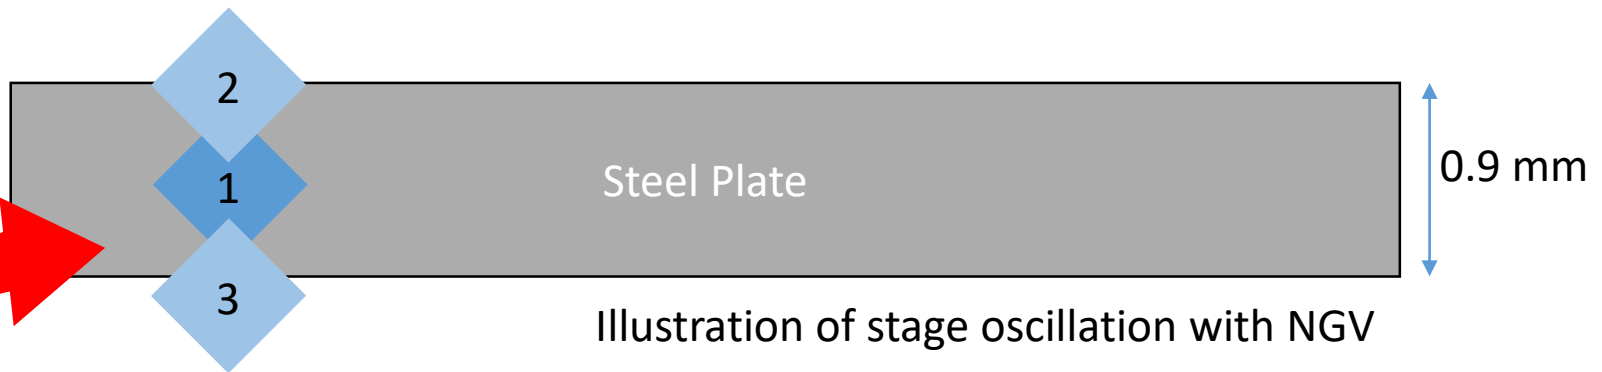 2
1
Steel Plate
0.9 mm
3
Illustration of stage oscillation with NGV